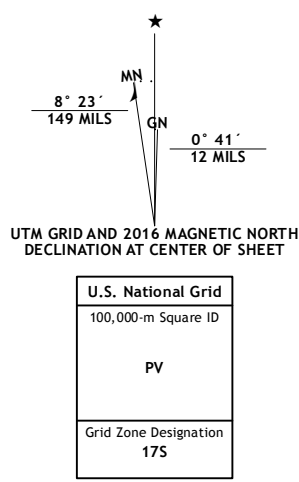 ★
MN
8° 23´
149 MILS
GN
0° 41´
12 MILS
UTM GRID AND 2016 MAGNETIC NORTH
DECLINATION AT CENTER OF SHEET
U.S. National Grid
100,000-m Square ID
PV
Grid Zone Designation
17S